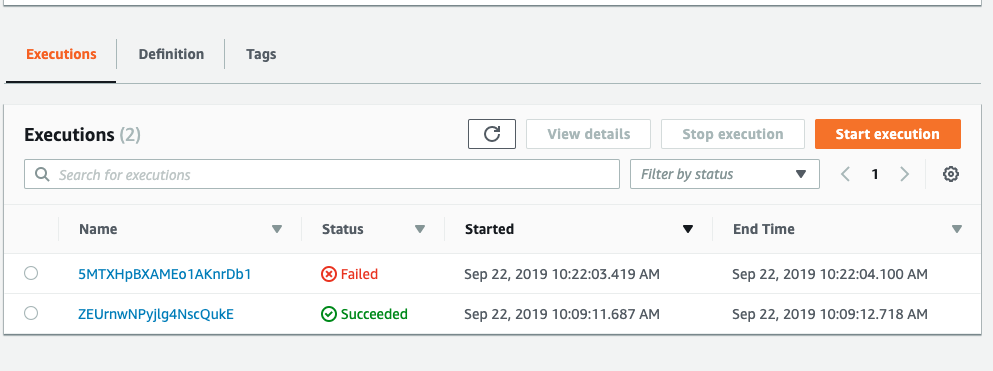 Executions Definition Tags
Executions (2) View details Stop execution Start execution
Search for executions Filter by status 1
Name Status Started End Time
5MTXHpBXAMEo1AKnrDb1 Failed Sep 22, 2019 10:22:03.419 AM Sep 22, 2019 10:22:04.100 AM
ZEUrnwNPyjlg4NscQukE Succeeded Sep 22, 2019 10:09:11.687 AM Sep 22, 2019 10:09:12.718 AM